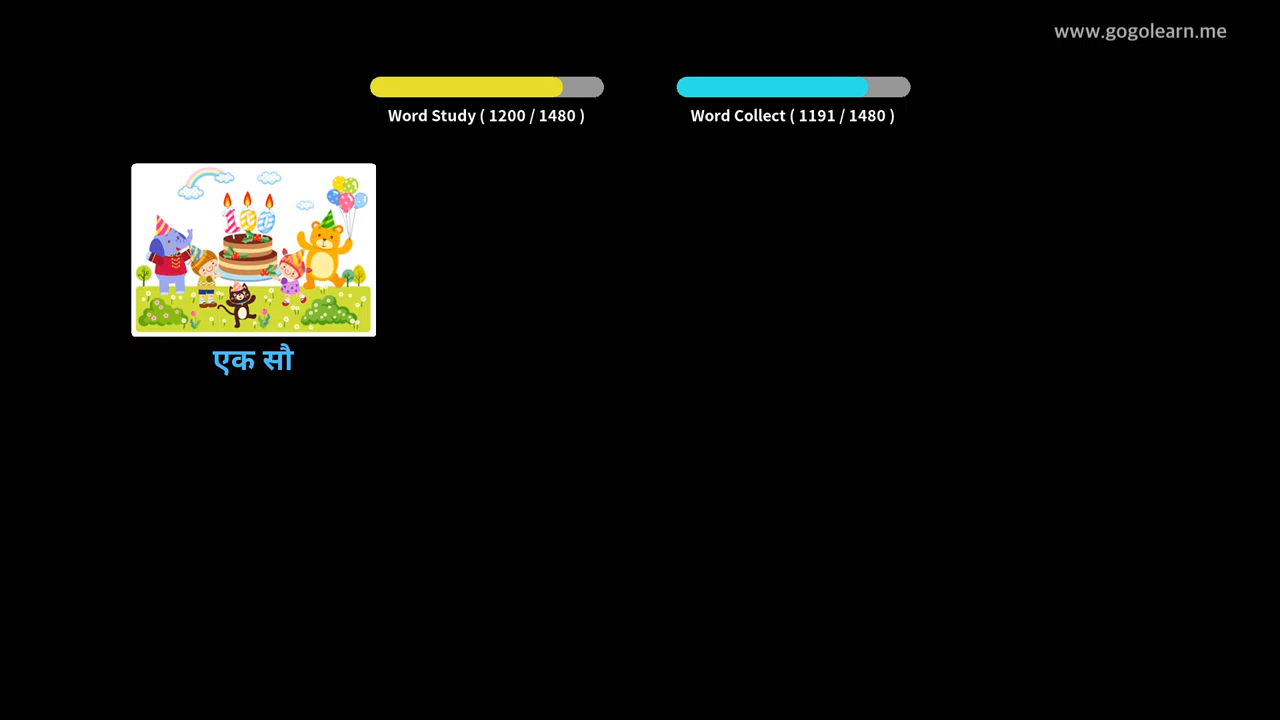 www.gogolearn.me
Word Study ( 1200 / 1480 )
Word Collect ( 1191 / 1480 )
100
एक सौ